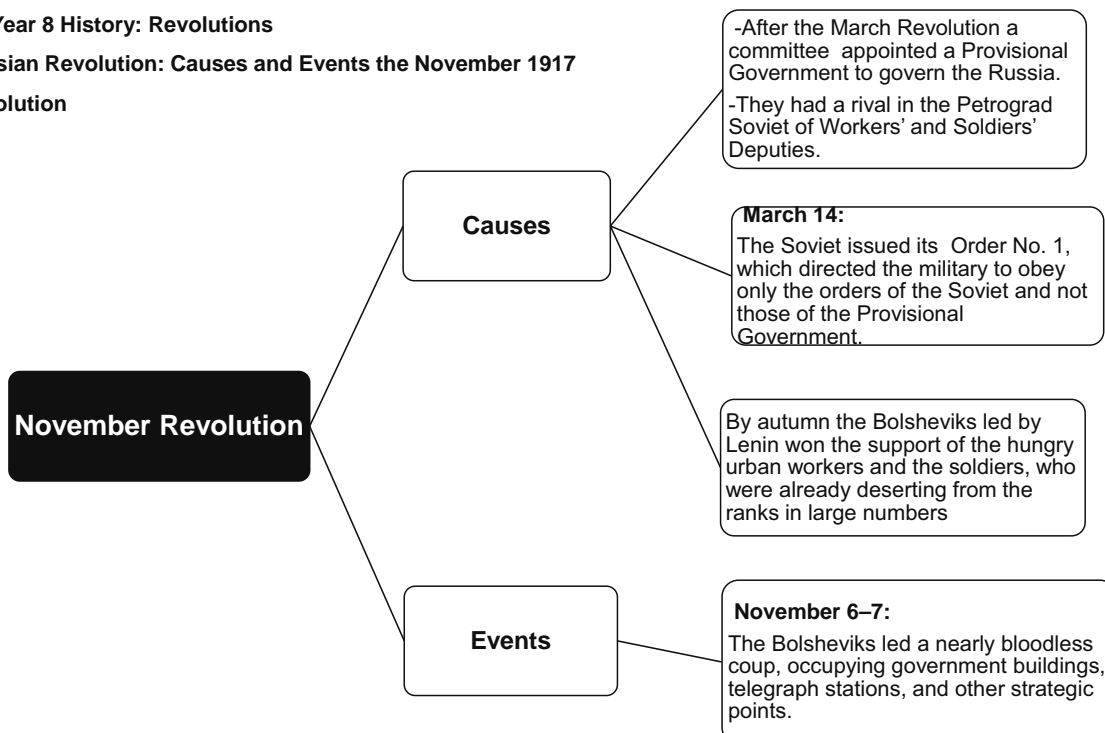 Year 8 History: Revolutions
sian Revolution: Causes and Events the November 1917
olution
-After the March Revolution a
committee appointed a Provisional
Government to govern the Russia.
-They had a rival in the Petrograd
Soviet of Workers’ and Soldiers’
Deputies.
Causes
March 14:
The Soviet issued its Order No. 1,
which directed the military to obey
only the orders of the Soviet and not
those of the Provisional
Government.
November Revolution
By autumn the Bolsheviks led by
Lenin won the support of the hungry
urban workers and the soldiers, who
were already deserting from the
ranks in large numbers
Events
November 6–7:
The Bolsheviks led a nearly bloodless
coup, occupying government buildings,
telegraph stations, and other strategic
points.